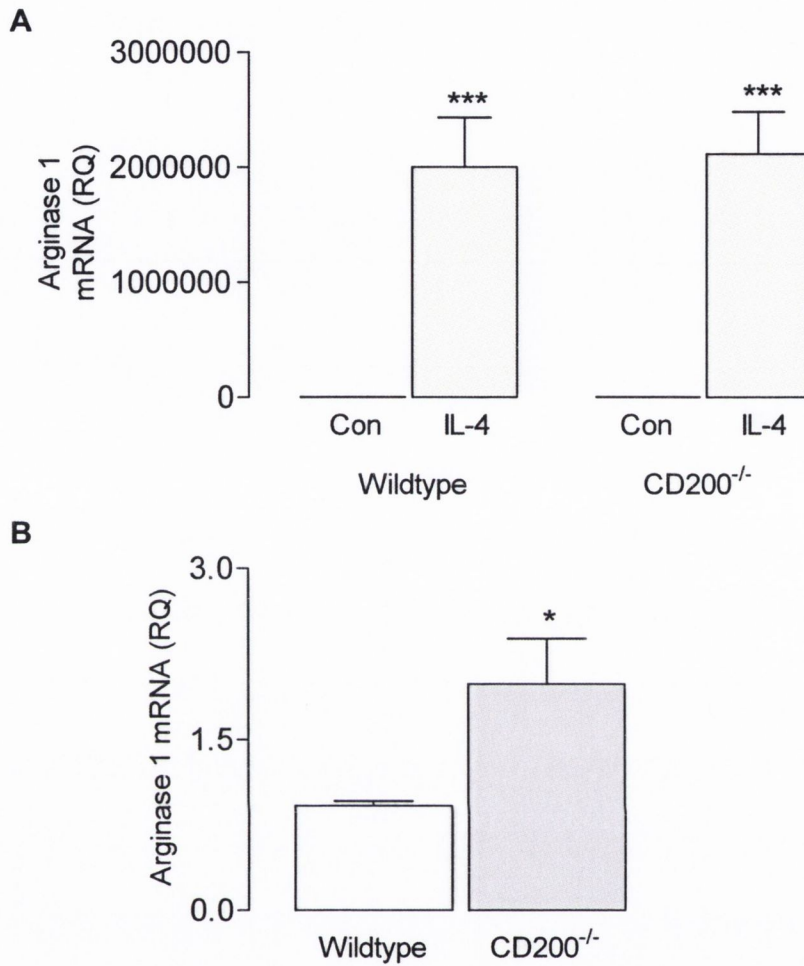 A
3000000
***
***
2000000
Arginase 1
mRNA (RQ)
1000000
0
Con IL-4 Con IL-4
Wildtype CD200-/-
B
3.0
*
Arginase 1 mRNA (RQ)
1.5
0.0
Wildtype CD200-/-